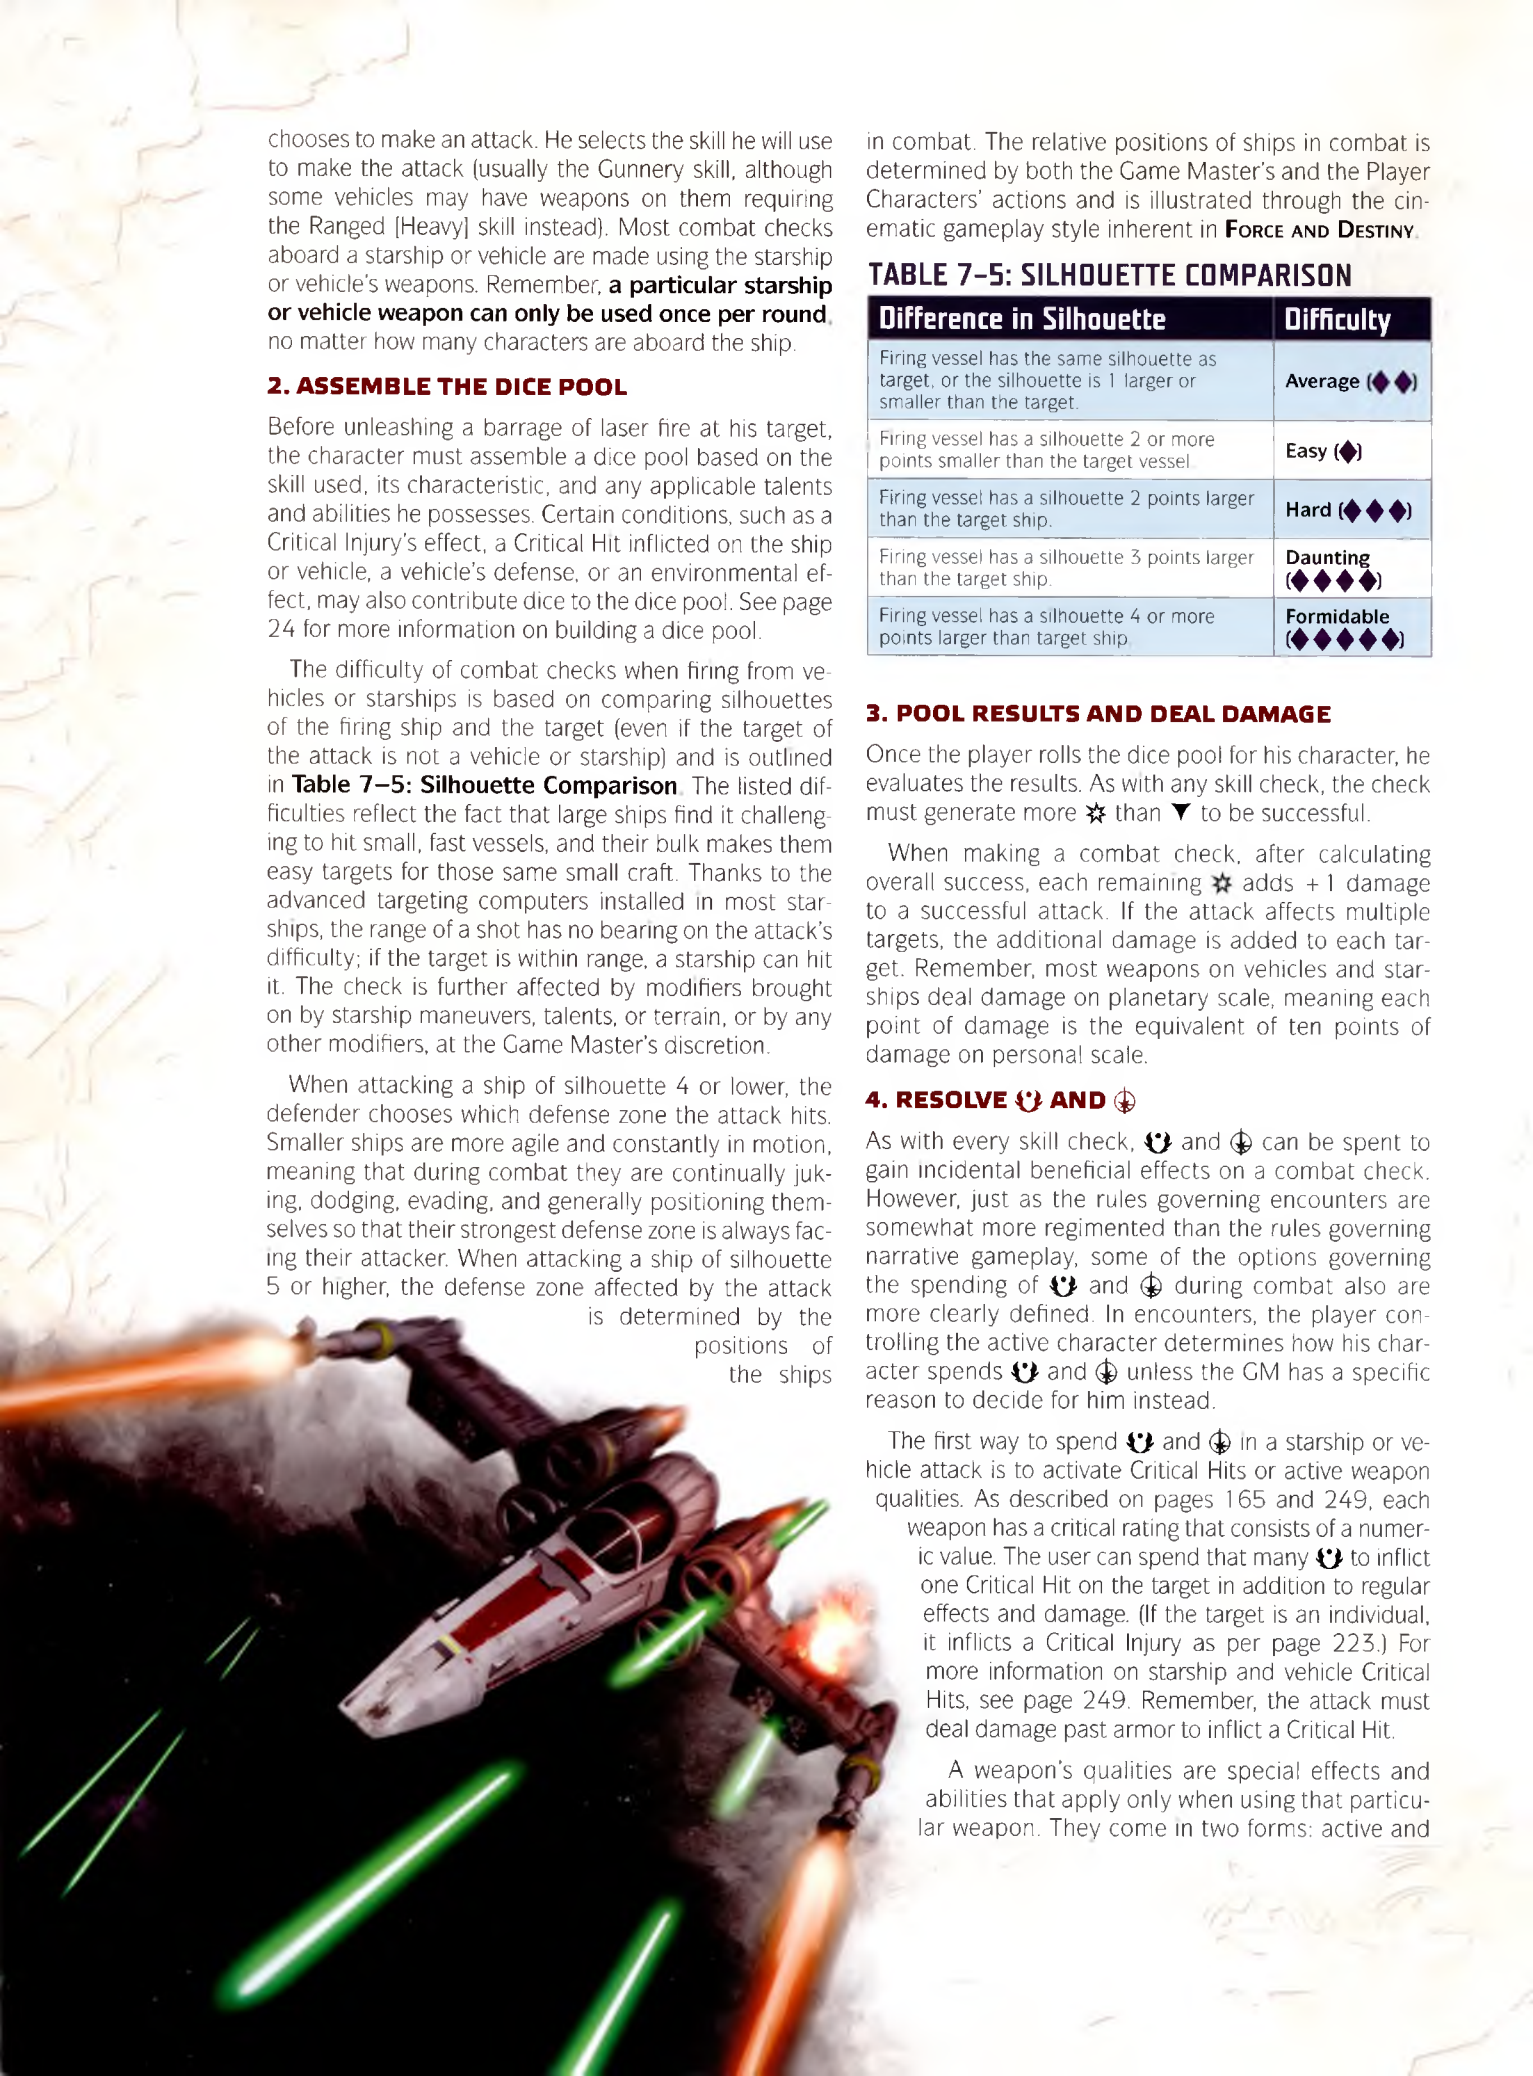 chooses to make an attack. He selects the skill he will use
to make the attack (usually the Gunnery skill, although
some vehicles may have weapons on them requiring
the Ranged [Heavy] skill instead). Most combat checks
aboard a starship or vehicle are made using the starship
or vehicle's weapons. Remember, a particular starship
or vehicle weapon can only be used once per round,
no matter how many characters are aboard the ship.
2. ASSEMBLE THE DICE POOL
Before unleashing a barrage of laser fire at his target,
the character must assemble a dice pool based on the
skill used, its characteristic, and any applicable talents
and abilities he possesses. Certain conditions, such as a
Critical Injury's effect, a Critical Hit inflicted on the ship
or vehicle, a vehicle's defense, or an environmental ef-
fect, may also contribute dice to the dice pool. See page
24 for more information on building a dice pool.
The difficulty of combat checks when firing from ve-
hicles or starships is based on comparing silhouettes
of the firing ship and the target (even if the target of
the attack is not a vehicle or starship) and is outlined
in Table 7–5: Silhouette Comparison. The listed dif-
ficulties reflect the fact that large ships find it challeng-
ing to hit small, fast vessels, and their bulk makes them
easy targets for those same small craft. Thanks to the
advanced targeting computers installed in most star-
ships, the range of a shot has no bearing on the attack's
difficulty; if the target is within range, a starship can hit
it. The check is further affected by modifiers brought
on by starship maneuvers, talents, or terrain, or by any
other modifiers, at the Game Master's discretion.
When attacking a ship of silhouette 4 or lower, the
defender chooses which defense zone the attack hits.
Smaller ships are more agile and constantly in motion,
meaning that during combat they are continually juk-
ing, dodging, evading, and generally positioning them-
selves so that their strongest defense zone is always fac-
ing their attacker. When attacking a ship of silhouette
5 or higher, the defense zone affected by the attack
is determined by the
positions of
the ships
in combat. The relative positions of ships in combat is
determined by both the Game Master's and the Player
Characters' actions and is illustrated through the cin-
ematic gameplay style inherent in FORCE AND DESTINY.
TABLE 7–5: SILHOUETTE COMPARISON
Difference in Silhouette Difficulty
Firing vessel has the same silhouette as
target, or the silhouette is 1 larger or
smaller than the target.
Average (◆◆)
Firing vessel has a silhouette 2 or more
points smaller than the target vessel.
Easy (◆)
Firing vessel has a silhouette 2 points larger
than the target ship.
Hard (◆◆◆)
Firing vessel has a silhouette 3 points larger
than the target ship.
Daunting
(◆◆◆◆)
Firing vessel has a silhouette 4 or more
points larger than target ship.
Formidable
(◆◆◆◆◆)
3. POOL RESULTS AND DEAL DAMAGE
Once the player rolls the dice pool for his character, he
evaluates the results. As with any skill check, the check
must generate more than ▼ to be successful.
When making a combat check, after calculating
overall success, each remaining adds +1 damage
to a successful attack. If the attack affects multiple
targets, the additional damage is added to each tar-
get. Remember, most weapons on vehicles and star-
ships deal damage on planetary scale, meaning each
point of damage is the equivalent of ten points of
damage on personal scale.
4. RESOLVE AND
As with every skill check, and can be spent to
gain incidental beneficial effects on a combat check.
However, just as the rules governing encounters are
somewhat more regimented than the rules governing
narrative gameplay, some of the options governing
the spending of and during combat also are
more clearly defined. In encounters, the player con-
trolling the active character determines how his char-
acter spends and unless the GM has a specific
reason to decide for him instead.
The first way to spend and in a starship or ve-
hicle attack is to activate Critical Hits or active weapon
qualities. As described on pages 165 and 249, each
weapon has a critical rating that consists of a numer-
ic value. The user can spend that many to inflict
one Critical Hit on the target in addition to regular
effects and damage. (If the target is an individual,
it inflicts a Critical Injury as per page 223.) For
more information on starship and vehicle Critical
Hits, see page 249. Remember, the attack must
deal damage past armor to inflict a Critical Hit.
A weapon's qualities are special effects and
abilities that apply only when using that particu-
lar weapon. They come in two forms: active and